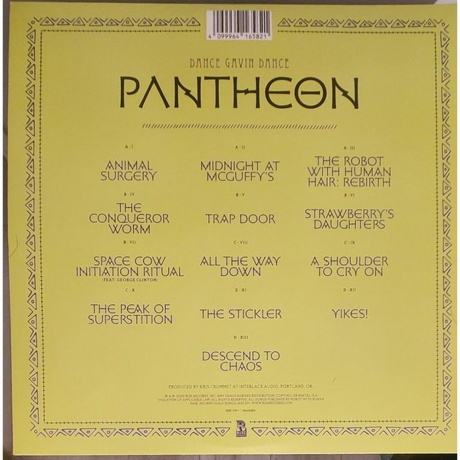 4 099964 165821
DANCE GAVIN DANCE
PANTHEON
A·I
ANIMAL
SURGERY
A·II
MIDNIGHT AT
MCGUFFY'S
A·III
THE ROBOT
WITH HUMAN
HAIR: REBIRTH
B·IV
THE
CONQUEROR
WORM
B·V
TRAP DOOR
B·VI
STRAWBERRY'S
DAUGHTERS
B·VII
SPACE COW
INITIATION RITUAL
(FEAT. GEORGE CLINTON)
C·VIII
ALL THE WAY
DOWN
C·IX
A SHOULDER
TO CRY ON
C·X
THE PEAK OF
SUPERSTITION
D·XI
THE STICKLER
D·XII
YIKES!
D·XIII
DESCEND TO
CHAOS
PRODUCED BY KRIS CRUMMETT AT INTERLACE AUDIO, PORTLAND, OR.